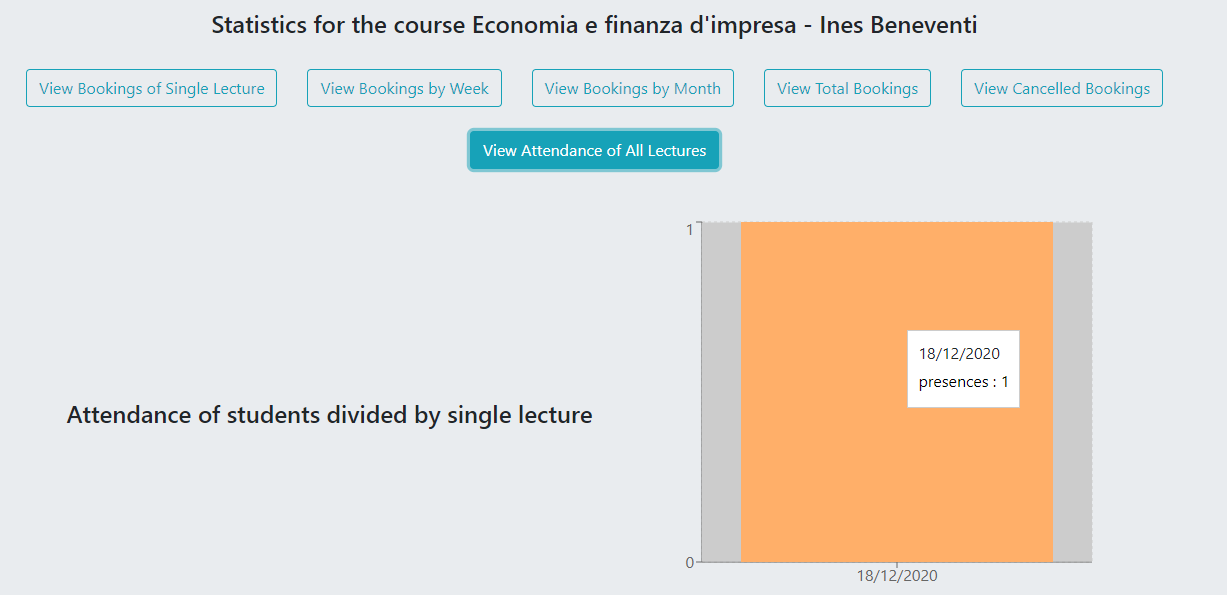 Statistics for the course Economia e finanza d'impresa - Ines Beneventi
View Bookings of Single Lecture
View Bookings by Week
View Bookings by Month
View Total Bookings
View Cancelled Bookings
View Attendance of All Lectures
Attendance of students divided by single lecture
1
18/12/2020
presences : 1
0
18/12/2020